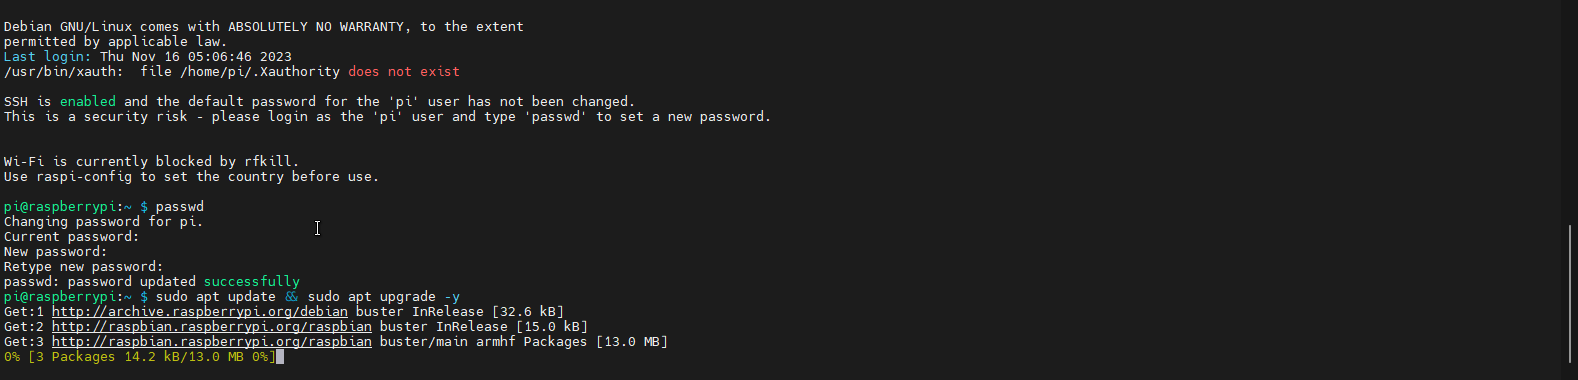 Debian GNU/Linux comes with ABSOLUTELY NO WARRANTY, to the extent
permitted by applicable law.
Last login: Thu Nov 16 05:06:46 2023
/usr/bin/xauth:  file /home/pi/.Xauthority does not exist
SSH is enabled and the default password for the 'pi' user has not been changed.
This is a security risk - please login as the 'pi' user and type 'passwd' to set a new password.
Wi-Fi is currently blocked by rfkill.
Use raspi-config to set the country before use.
pi@raspberrypi:~ $ passwd
Changing password for pi.
Current password:
New password:
Retype new password:
passwd: password updated successfully
pi@raspberrypi:~ $ sudo apt update && sudo apt upgrade -y
Get:1 http://archive.raspberrypi.org/debian buster InRelease [32.6 kB]
Get:2 http://raspbian.raspberrypi.org/raspbian buster InRelease [15.0 kB]
Get:3 http://raspbian.raspberrypi.org/raspbian buster/main armhf Packages [13.0 MB]
0% [3 Packages 14.2 kB/13.0 MB 0%]